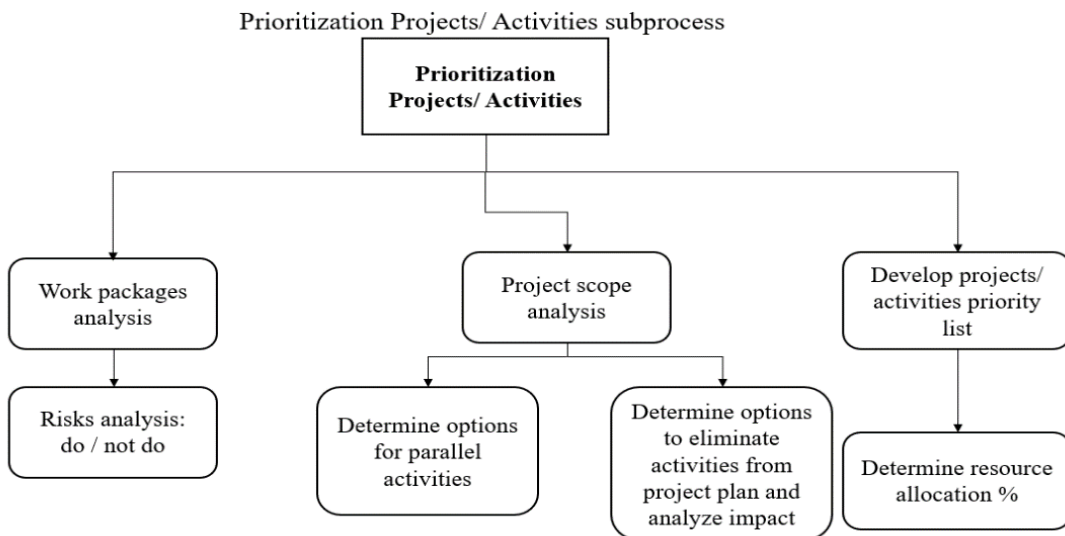 Prioritization Projects/ Activities subprocess
Prioritization
Projects/ Activities
Work packages
analysis
Project scope
analysis
Develop projects/
activities priority
list
Risks analysis:
do / not do
Determine options
for parallel
activities
Determine options
to eliminate
activities from
project plan and
analyze impact
Determine resource
allocation %